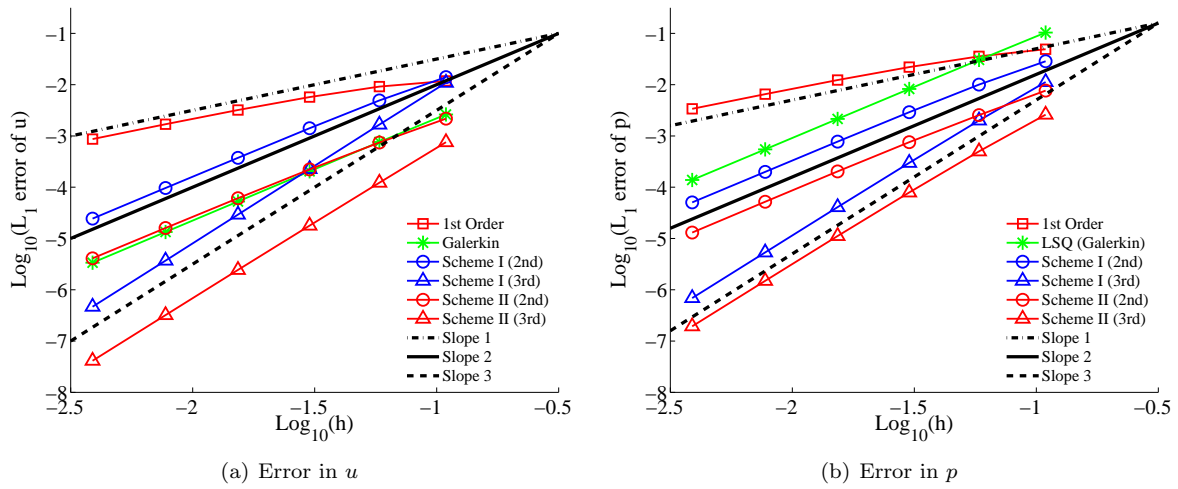 −1
−2
−3
−4
−5
−6
−7
−8
−2.5
−2
−1.5
−1
−0.5
Log10(L1 error of u)
Log10(h)
1st Order
Galerkin
Scheme I (2nd)
Scheme I (3rd)
Scheme II (2nd)
Scheme II (3rd)
Slope 1
Slope 2
Slope 3
(a) Error in u
−1
−2
−3
−4
−5
−6
−7
−8
−2.5
−2
−1.5
−1
−0.5
Log10(L1 error of p)
Log10(h)
1st Order
LSQ (Galerkin)
Scheme I (2nd)
Scheme I (3rd)
Scheme II (2nd)
Scheme II (3rd)
Slope 1
Slope 2
Slope 3
(b) Error in p